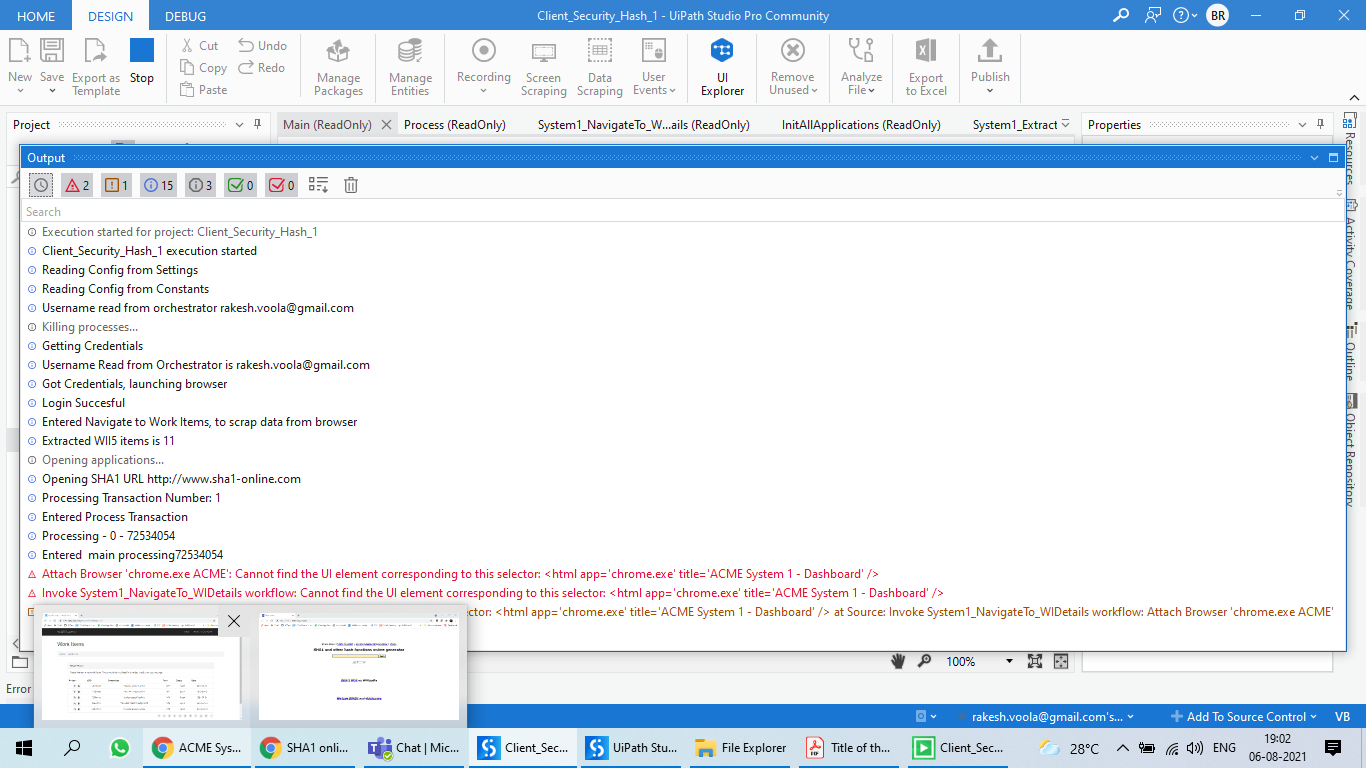 HOME DESIGN DEBUG Client_Security_Hash_1 - UiPath Studio Pro Community BR
New Save Export as Template Stop Cut Copy Paste Undo Redo Manage Packages Manage Entities Recording Screen Scraping Data Scraping User Events UI Explorer Remove Unused Analyze File Export to Excel Publish
Project Main (ReadOnly) Process (ReadOnly) System1_NavigateTo_W...ails (ReadOnly) InitAllApplications (ReadOnly) System1_Extract Properties
Output
2 1 15 3 0 0
Search
Execution started for project: Client_Security_Hash_1
Client_Security_Hash_1 execution started
Reading Config from Settings
Reading Config from Constants
Username read from orchestrator rakesh.voola@gmail.com
Killing processes...
Getting Credentials
Username Read from Orchestrator is rakesh.voola@gmail.com
Got Credentials, launching browser
Login Succesful
Entered Navigate to Work Items, to scrap data from browser
Extracted WII5 items is 11
Opening applications...
Opening SHA1 URL http://www.sha1-online.com
Processing Transaction Number: 1
Entered Process Transaction
Processing - 0 - 72534054
Entered  main processing72534054
Attach Browser 'chrome.exe ACME': Cannot find the UI element corresponding to this selector: <html app='chrome.exe' title='ACME System 1 - Dashboard' />
Invoke System1_NavigateTo_WIDetails workflow: Cannot find the UI element corresponding to this selector: <html app='chrome.exe' title='ACME System 1 - Dashboard' />
ector: <html app='chrome.exe' title='ACME System 1 - Dashboard' /> at Source: Invoke System1_NavigateTo_WIDetails workflow: Attach Browser 'chrome.exe ACME'
Resources
Activity Coverage
Outline
Object Repository
Work Items
SHA1 and other hash functions online generator
100%
Error
rakesh.voola@gmail.com's... Add To Source Control VB
ACME Sys... SHA1 onli... Chat | Mic... Client_Sec... UiPath Stu... File Explorer Title of th... Client_Sec... 28°C ENG 19:02
06-08-2021